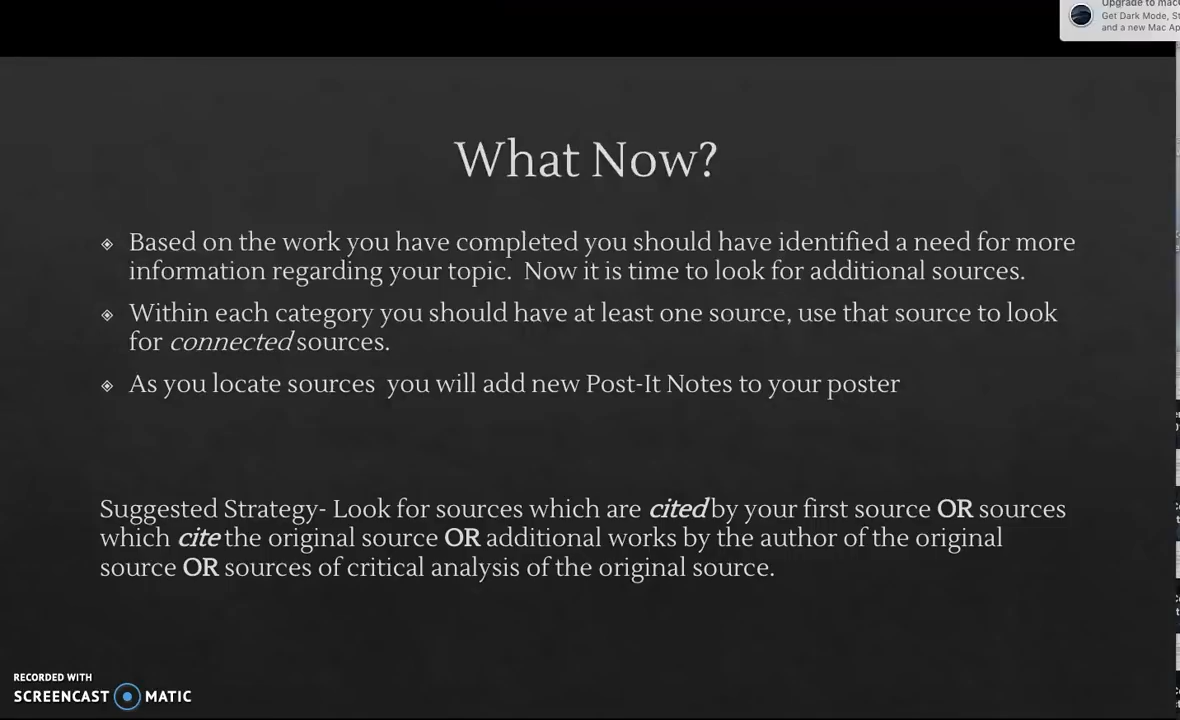 Upgrade to mac
Get Dark Mode, St
and a new Mac Ap
What Now?
Based on the work you have completed you should have identified a need for more
information regarding your topic.  Now it is time to look for additional sources.
Within each category you should have at least one source, use that source to look
for connected sources.
As you locate sources  you will add new Post-It Notes to your poster
Suggested Strategy- Look for sources which are cited by your first source OR sources
which cite the original source OR additional works by the author of the original
source OR sources of critical analysis of the original source.
RECORDED WITH
SCREENCAST MATIC